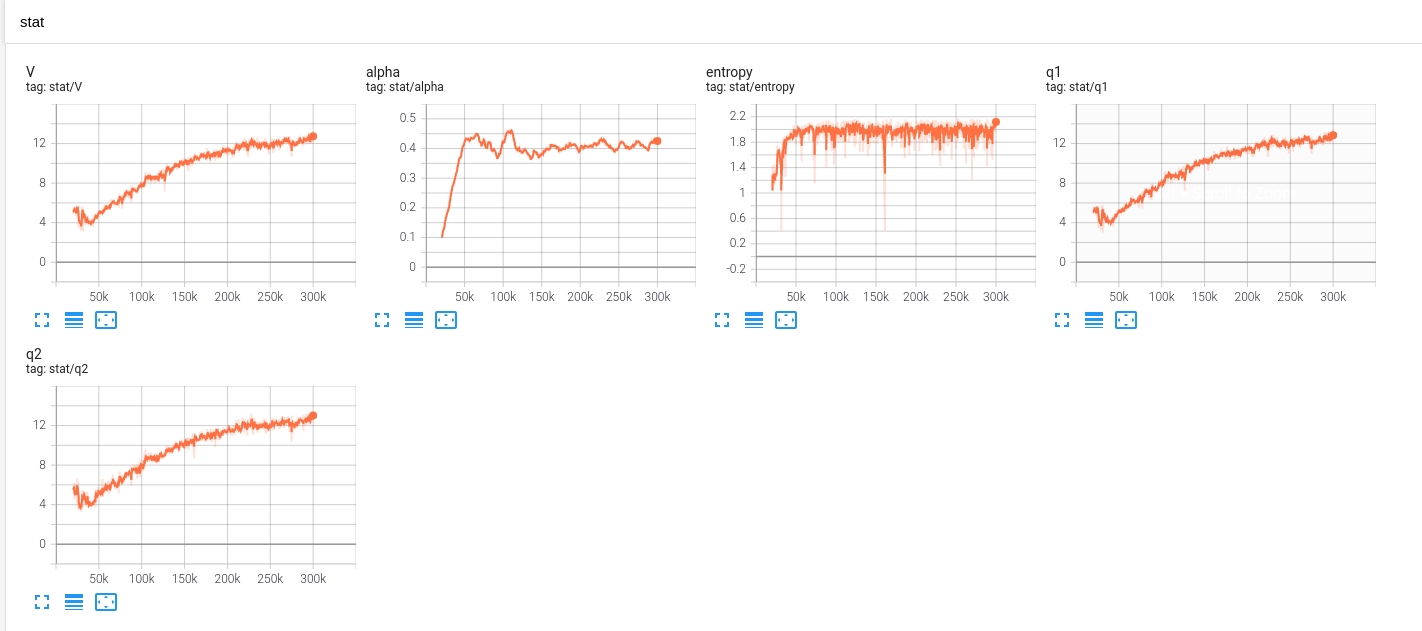 stat
V
tag: stat/V
12
8
4
0
50k 100k 150k 200k 250k 300k
alpha
tag: stat/alpha
0.5
0.4
0.3
0.2
0.1
0
50k 100k 150k 200k 250k 300k
entropy
tag: stat/entropy
2.2
1.8
1.4
1
0.6
0.2
-0.2
50k 100k 150k 200k 250k 300k
q1
tag: stat/q1
12
8
4
0
50k 100k 150k 200k 250k 300k
q2
tag: stat/q2
12
8
4
0
50k 100k 150k 200k 250k 300k